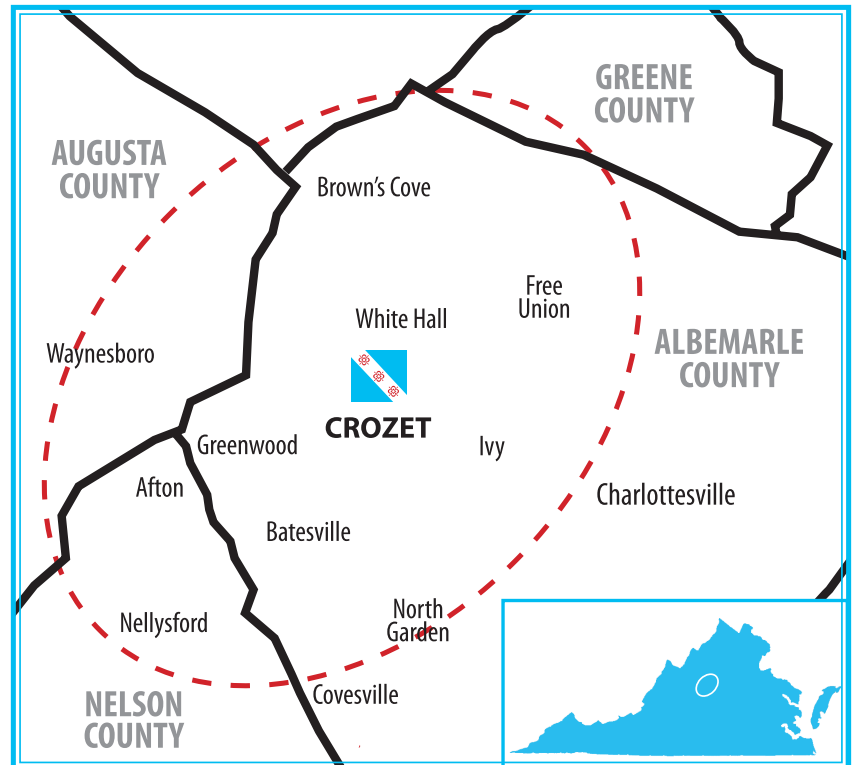 GREENE
COUNTY
AUGUSTA
COUNTY
Brown's Cove
Free
Union
White Hall
Waynesboro
ALBEMARLE
COUNTY
CROZET
Greenwood
Ivy
Afton
Charlottesville
Batesville
North
Garden
Nellysford
Covesville
NELSON
COUNTY